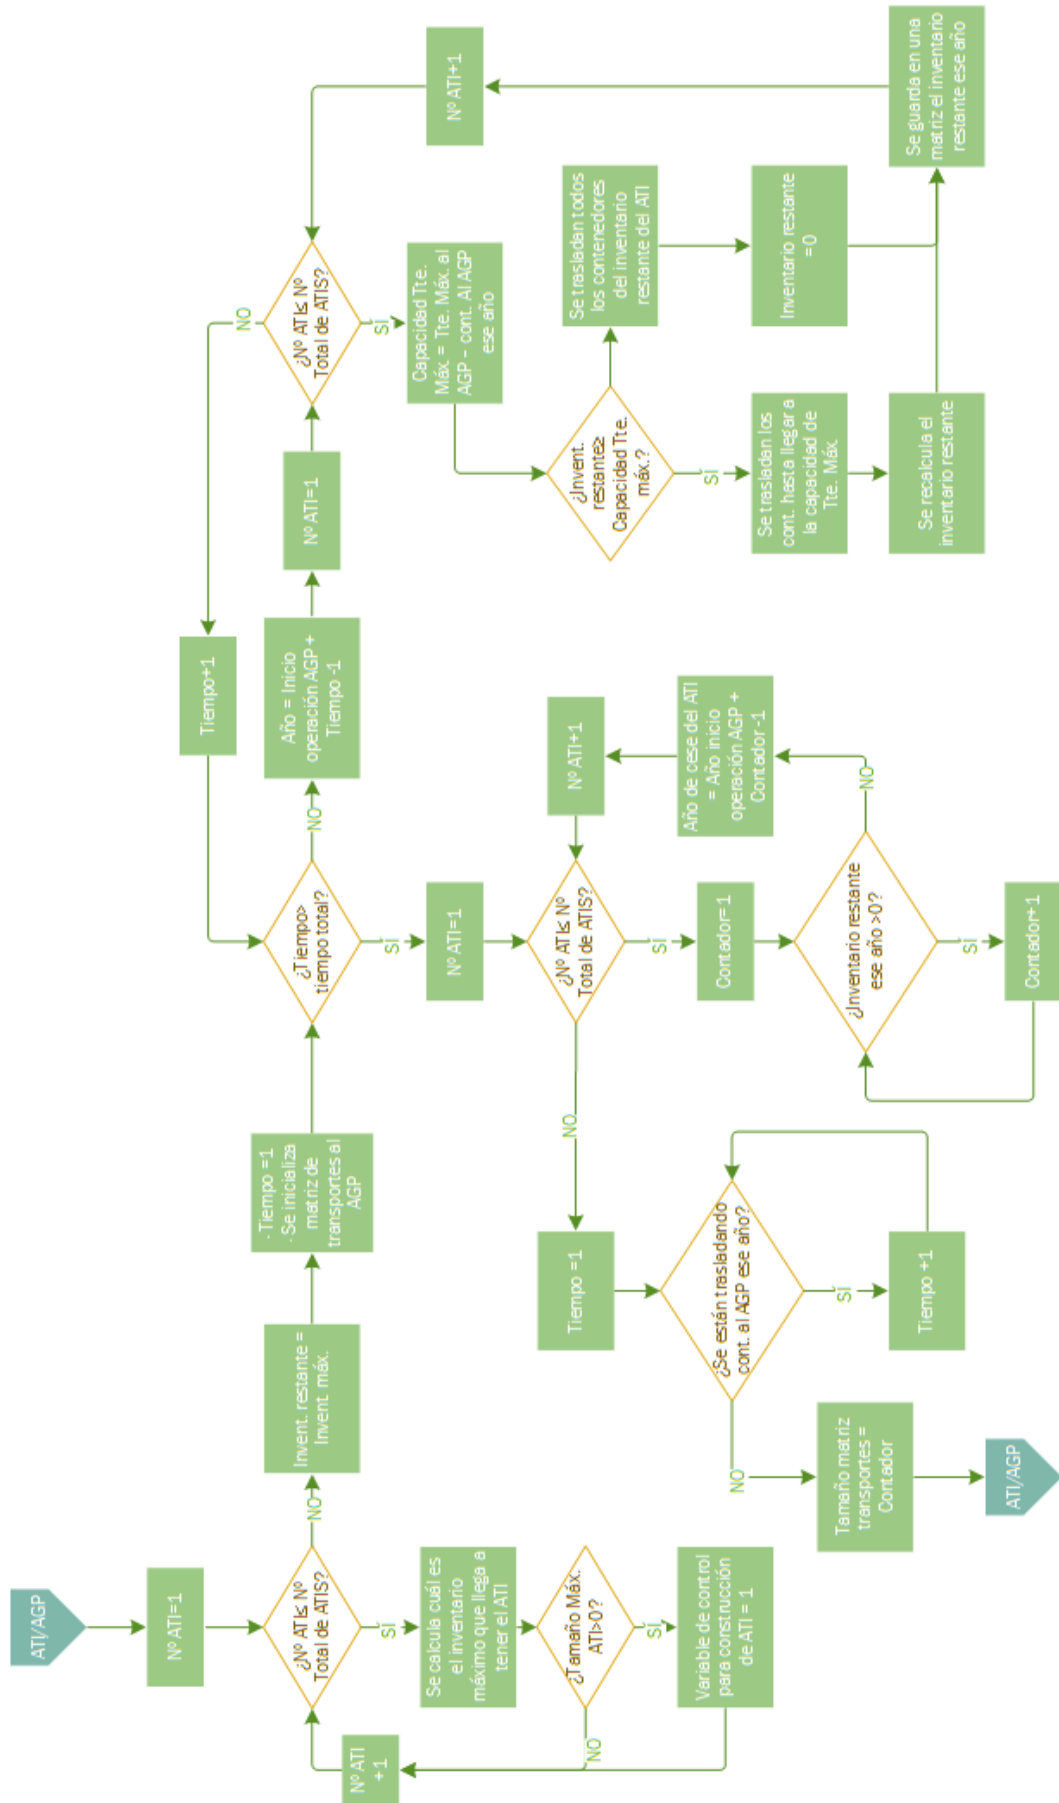 ATI/AGP
Nº ATI=1
¿Nº ATI≤ Nº
Total de ATIS?
NO
SÍ
Se calcula cuál es
el inventario
máximo que llega a
tener el ATI
¿Tamaño Máx.
ATI>0?
NO
SÍ
Variable de control
para construcción
de ATI = 1
Nº ATI
+ 1
Invent. restante =
Invent. máx.
· Tiempo =1
· Se inicializa
matriz de
transportes al
AGP
¿Tiempo>
tiempo total?
NO
SÍ
Año = Inicio
operación AGP +
Tiempo -1
Nº ATI=1
¿Nº ATI≤ Nº
Total de ATIS?
NO
Tiempo+1
SÍ
Capacidad Tte.
Máx. = Tte. Máx. al
AGP – cont. Al AGP
ese año
¿Invent.
restante≥
Capacidad Tte.
máx.?
SÍ
Se trasladan todos
los contenedores
del inventario
restante del ATI
Inventario restante
=0
Se trasladan los
cont. hasta llegar a
la capacidad de
Tte. Máx.
Se recalcula el
inventario restante
Se guarda en una
matriz el inventario
restante ese año
Nº ATI+1
Nº ATI=1
¿Nº ATI≤ Nº
Total de ATIS?
NO
SÍ
Contador=1
¿Inventario restante
ese año >0?
NO
SÍ
Contador+1
Año de cese del ATI
= Año inicio
operación AGP +
Contador -1
Nº ATI+1
Tiempo =1
¿Se están trasladando
cont. al AGP ese año?
SÍ
Tiempo +1
NO
Tamaño matriz
transportes =
Contador
ATI/AGP